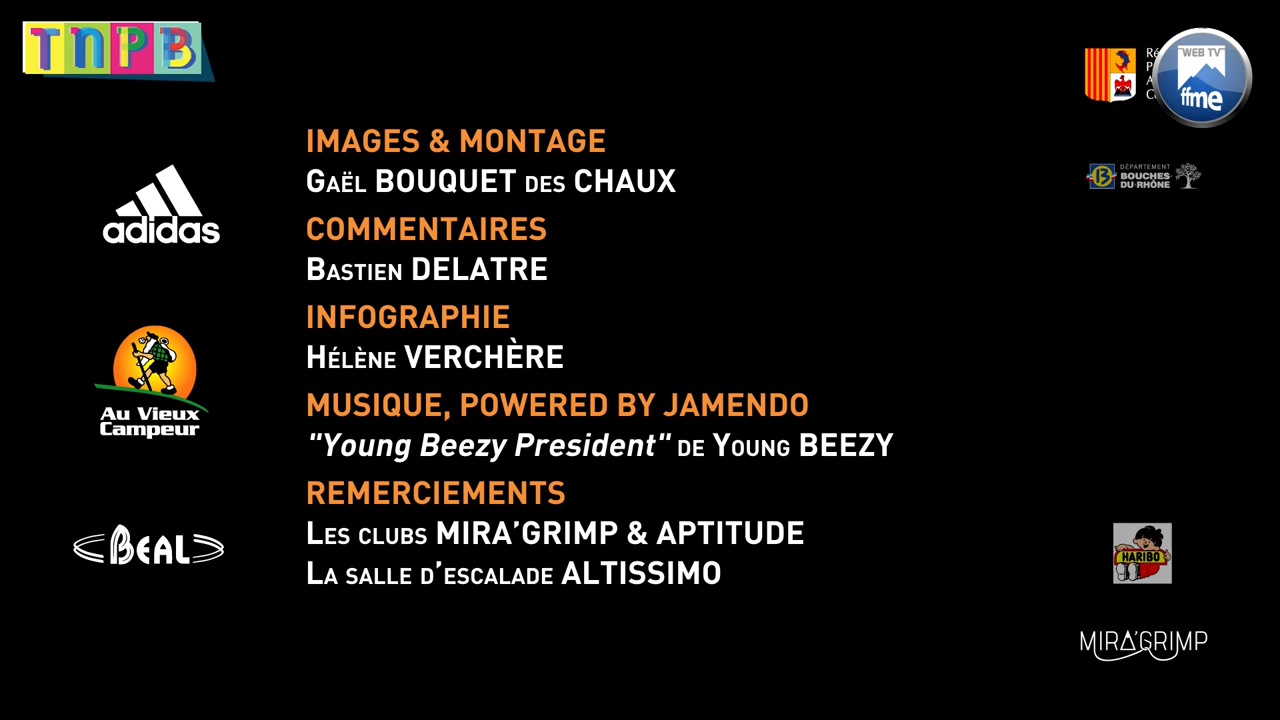 TNPB
WEB TV
ffme
IMAGES & MONTAGE
Gaël BOUQUET des CHAUX
DÉPARTEMENT
BOUCHES
DU·RHÔNE
adidas
COMMENTAIRES
Bastien DELATRE
INFOGRAPHIE
Hélène VERCHÈRE
Au Vieux
Campeur
MUSIQUE, POWERED BY JAMENDO
"Young Beezy President" de Young BEEZY
REMERCIEMENTS
Les clubs MIRA'GRIMP & APTITUDE
La salle d'escalade ALTISSIMO
BEAL
HARIBO
MIRA'GRIMP